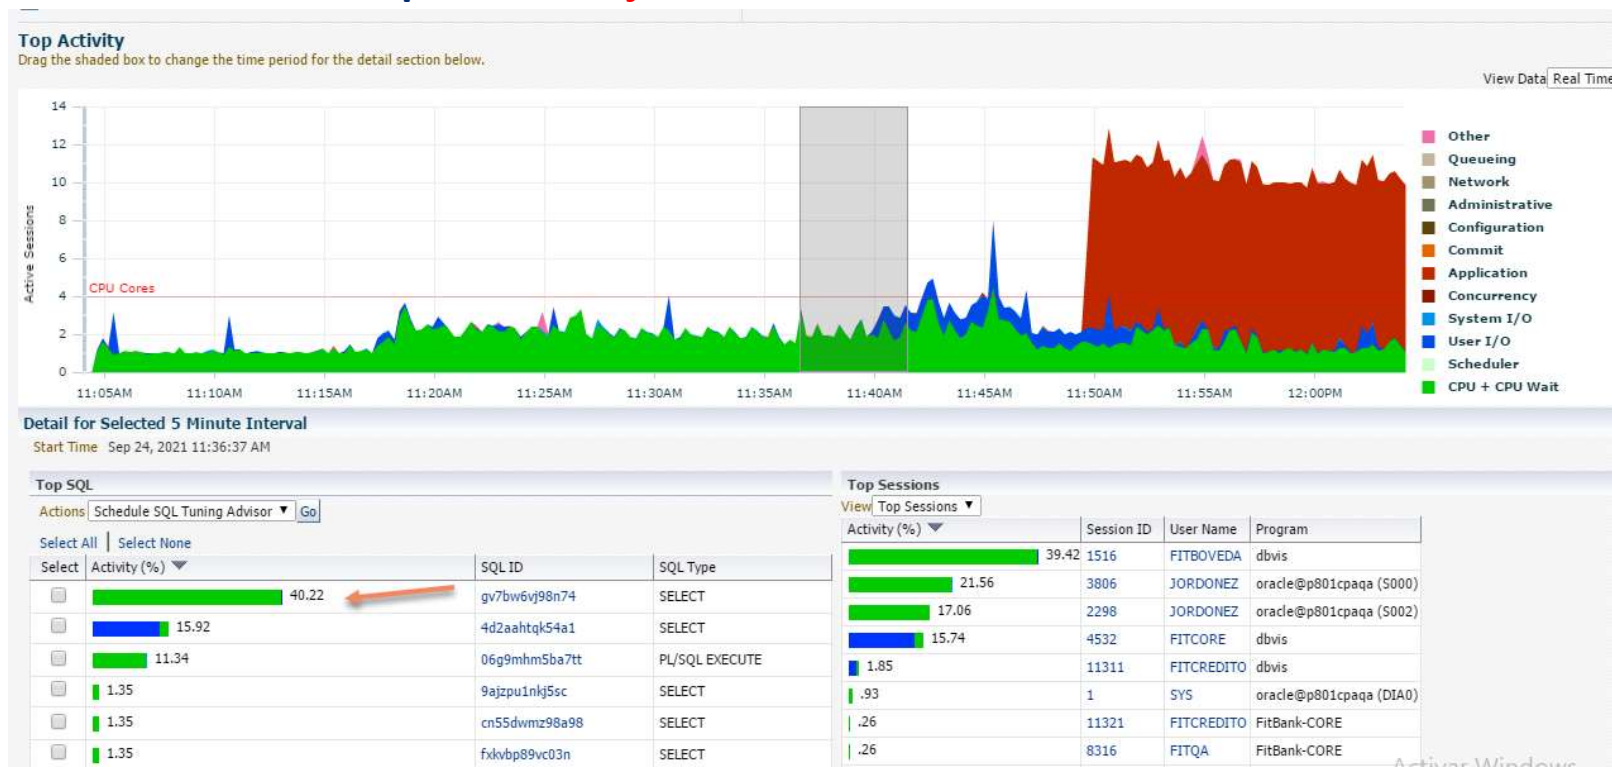 Top Activity
Drag the shaded box to change the time period for the detail section below.
View Data Real Time
14
12
10
8
6
4
2
0
Active Sessions
CPU Cores
11:05AM 11:10AM 11:15AM 11:20AM 11:25AM 11:30AM 11:35AM 11:40AM 11:45AM 11:50AM 11:55AM 12:00PM
Other
Queueing
Network
Administrative
Configuration
Commit
Application
Concurrency
System I/O
User I/O
Scheduler
CPU + CPU Wait
Detail for Selected 5 Minute Interval
Start Time Sep 24, 2021 11:36:37 AM
Top SQL
Actions Schedule SQL Tuning Advisor Go
Select All | Select None
Select Activity (%) SQL ID SQL Type
40.22 gv7bw6vj98n74 SELECT
15.92 4d2aahtqk54a1 SELECT
11.34 06g9mhm5ba7tt PL/SQL EXECUTE
1.35 9ajzpu1nkj5sc SELECT
1.35 cn55dwmz98a98 SELECT
1.35 fxkvbp89vc03n SELECT
Top Sessions
View Top Sessions
Activity (%) Session ID User Name Program
39.42 1516 FITBOVEDA dbvis
21.56 3806 JORDONEZ oracle@p801cpaqa (S000)
17.06 2298 JORDONEZ oracle@p801cpaqa (S002)
15.74 4532 FITCORE dbvis
1.85 11311 FITCREDITO dbvis
.93 1 SYS oracle@p801cpaqa (DIA0)
.26 11321 FITCREDITO FitBank-CORE
.26 8316 FITQA FitBank-CORE
Activar Windows